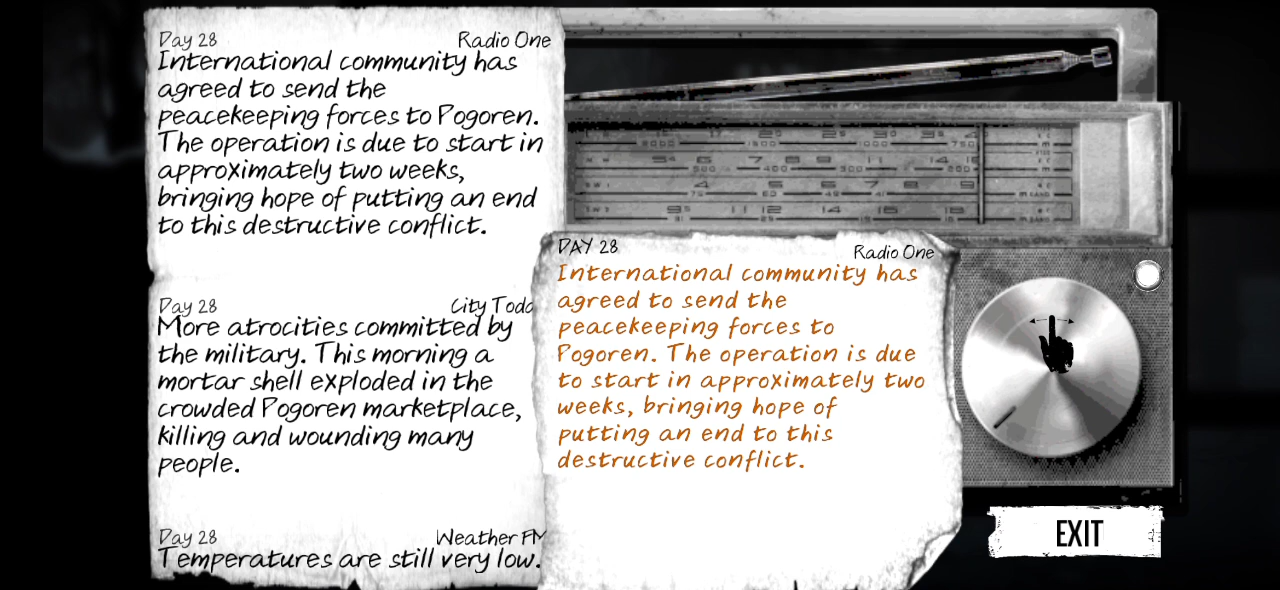 Day 28 Radio One
International community has
agreed to send the
peacekeeping forces to Pogoren.
The operation is due to start in
approximately two weeks,
bringing hope of putting an end
to this destructive conflict.
Day 28 City Toda
More atrocities committed by
the military. This morning a
mortar shell exploded in the
crowded Pogoren marketplace,
killing and wounding many
people.
Day 28 Weather FM
Temperatures are still very low.
DAY 28 Radio One
International community has
agreed to send the
peacekeeping forces to
Pogoren. The operation is due
to start in approximately two
weeks, bringing hope of
putting an end to this
destructive conflict.
EXIT